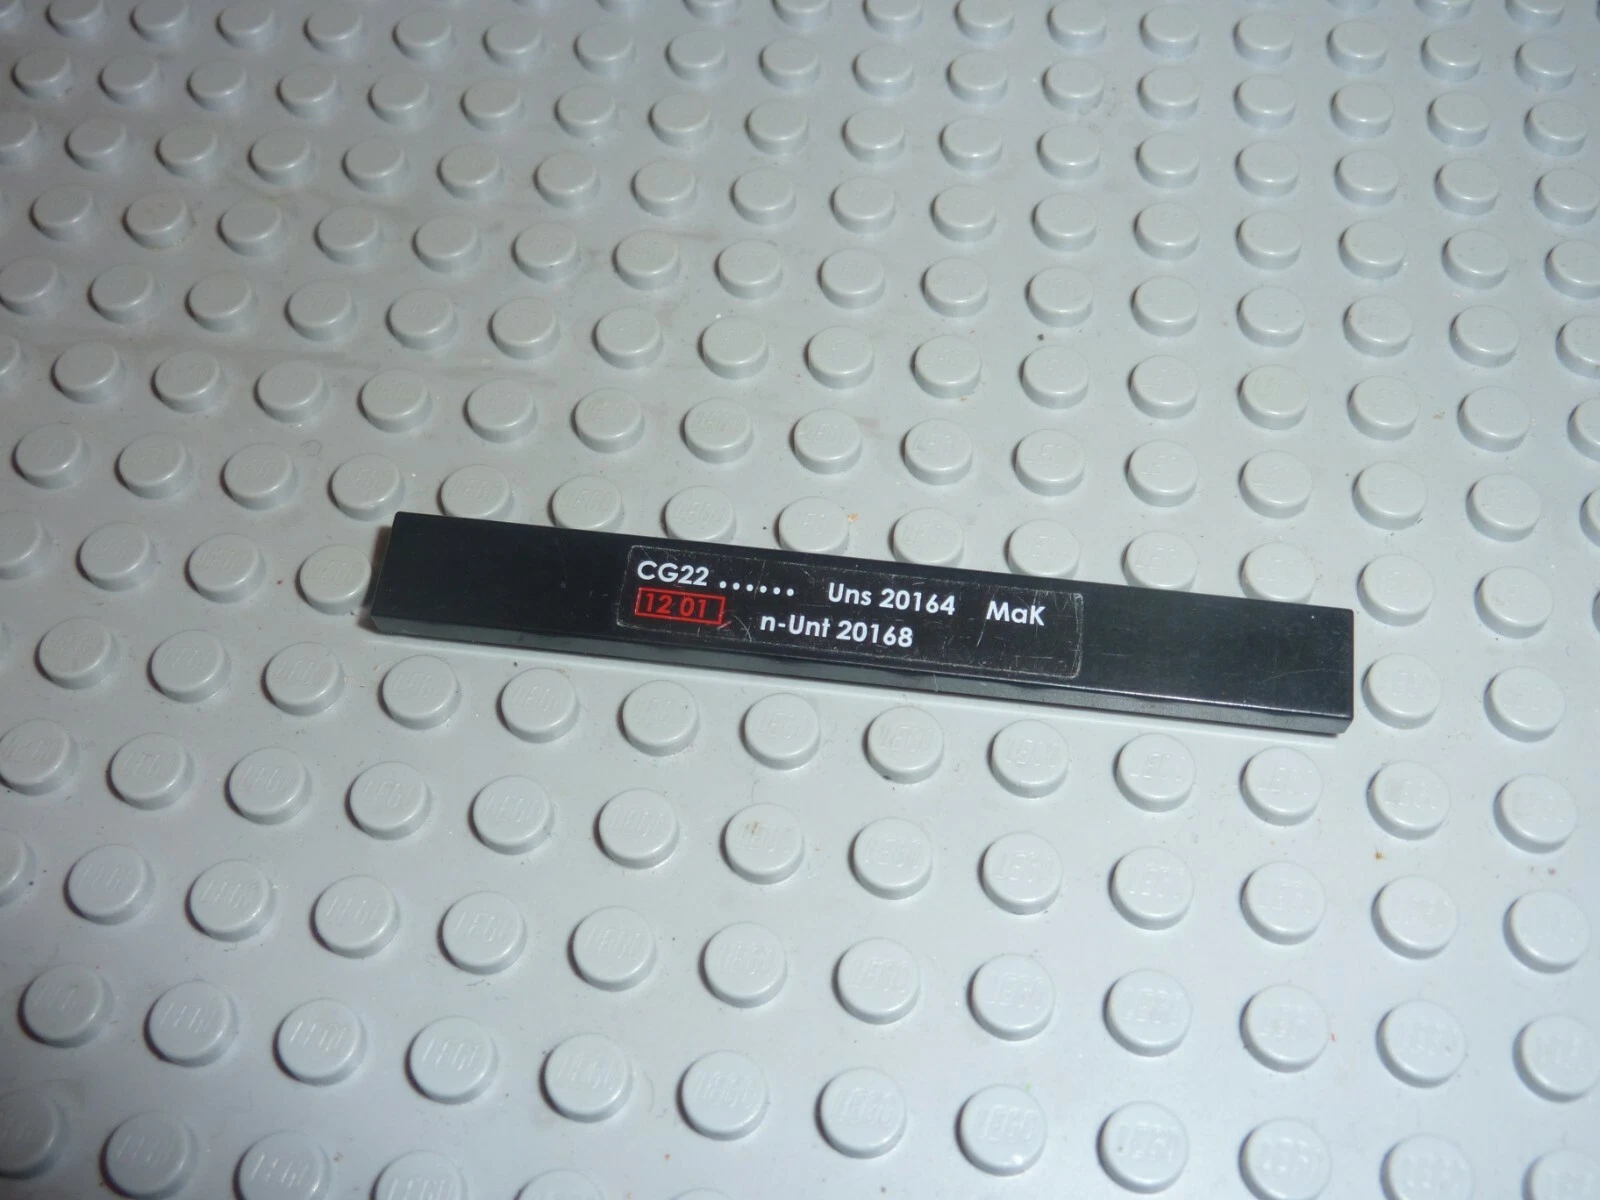 CG22 ...... Uns 20164 MaK
12 01 n-Unt 20168